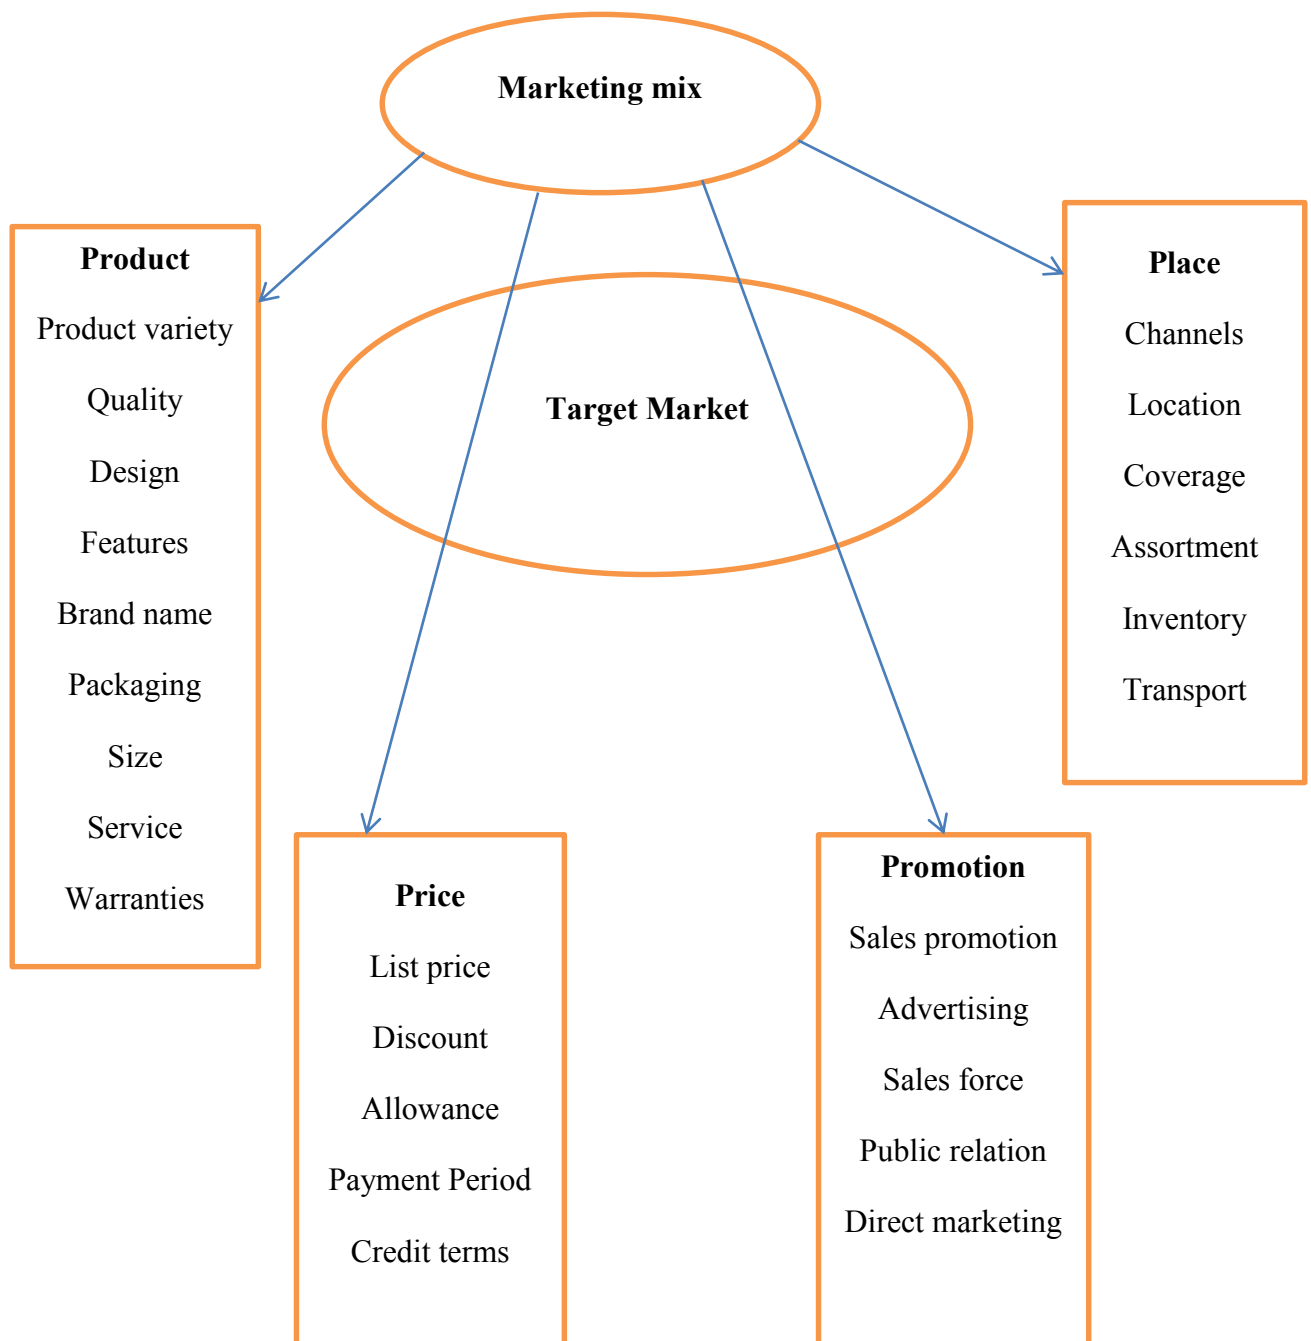 Marketing mix
Product
Product variety
Quality
Design
Features
Brand name
Packaging
Size
Service
Warranties
Target Market
Place
Channels
Location
Coverage
Assortment
Inventory
Transport
Price
List price
Discount
Allowance
Payment Period
Credit terms
Promotion
Sales promotion
Advertising
Sales force
Public relation
Direct marketing